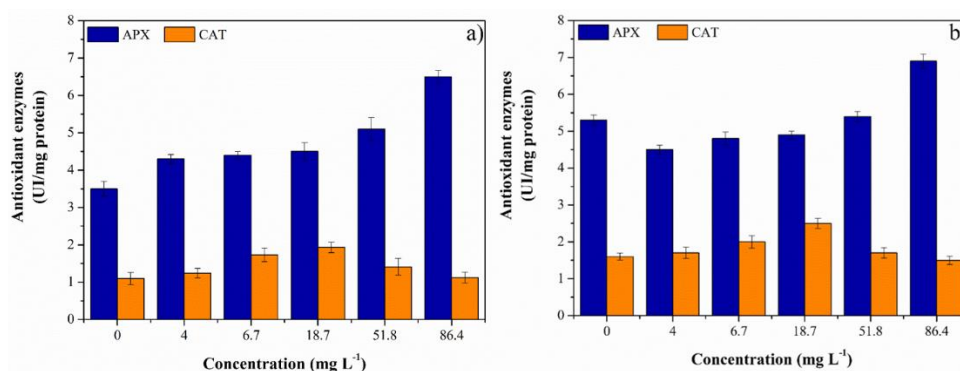 APX CAT a)
Antioxidant enzymes
(UI/mg protein)
8
7
6
5
4
3
2
1
0
0 4 6.7 18.7 51.8 86.4
Concentration (mg L⁻¹)
APX CAT b
Antioxidant enzymes
(UI/mg protein)
8
7
6
5
4
3
2
1
0
0 4 6.7 18.7 51.8 86.4
Concentration (mg L⁻¹)